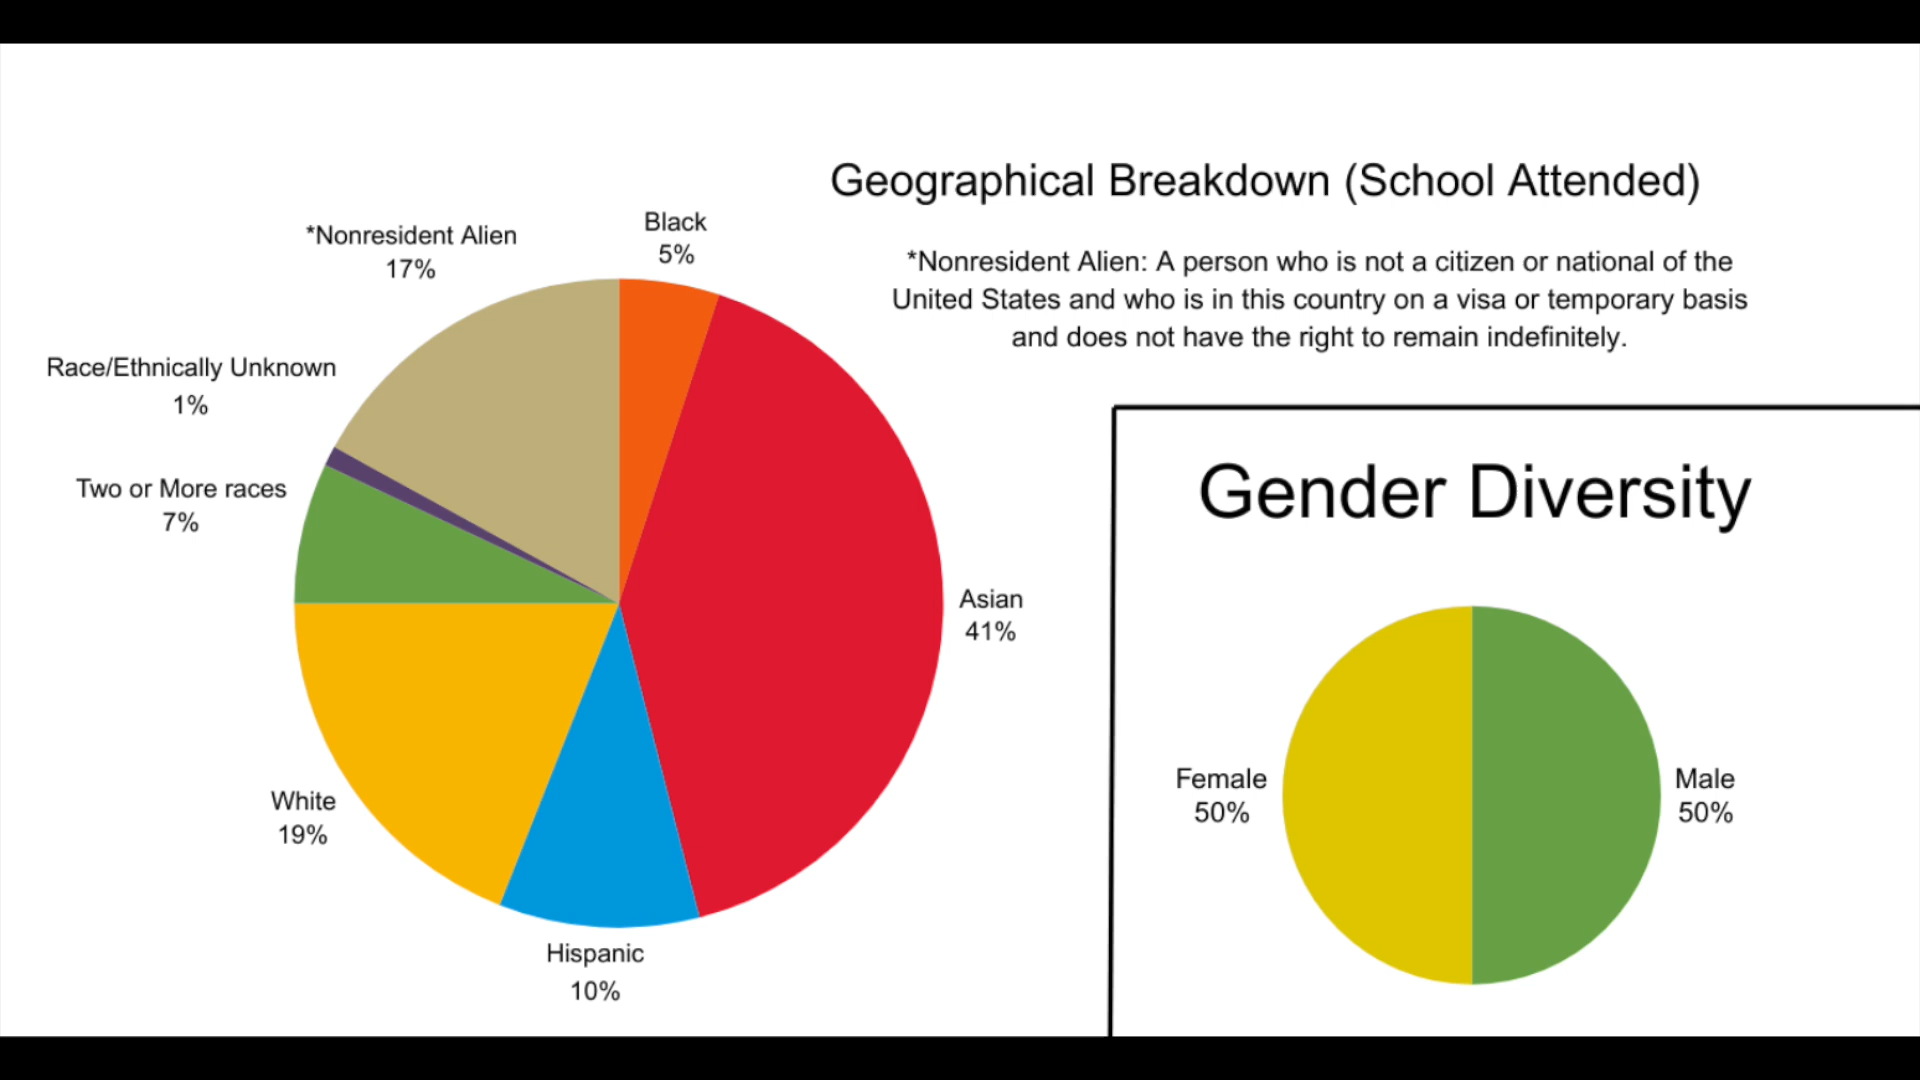 Geographical Breakdown (School Attended)
*Nonresident Alien: A person who is not a citizen or national of the
United States and who is in this country on a visa or temporary basis
and does not have the right to remain indefinitely.
*Nonresident Alien
17%
Black
5%
Race/Ethnically Unknown
1%
Two or More races
7%
Asian
41%
White
19%
Hispanic
10%
Gender Diversity
Female
50%
Male
50%